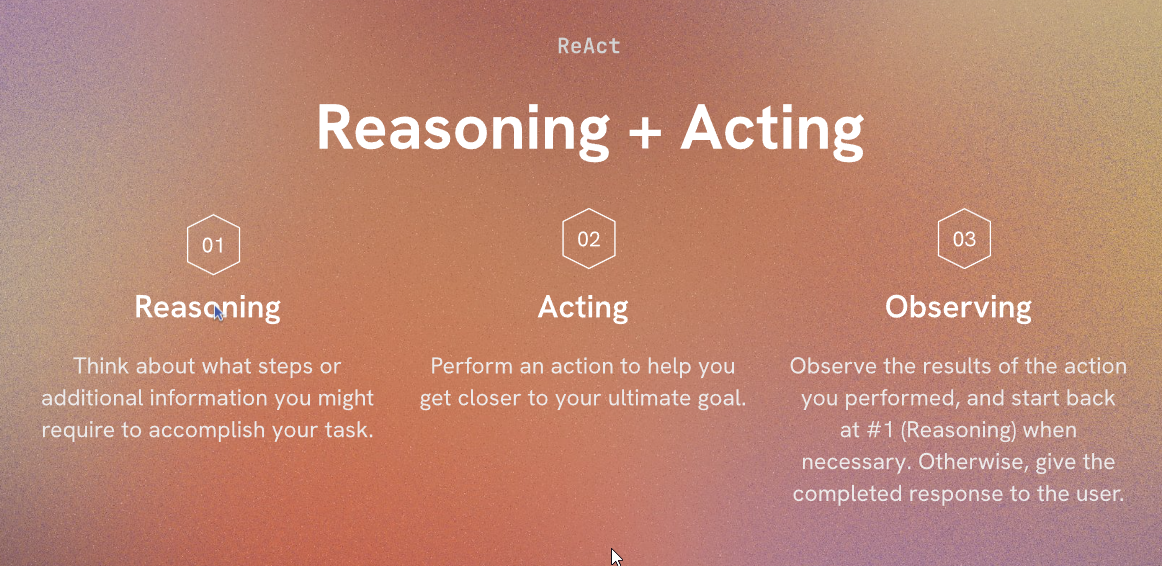 ReAct
Reasoning + Acting
01
Reasoning
Think about what steps or
additional information you might
require to accomplish your task.
02
Acting
Perform an action to help you
get closer to your ultimate goal.
03
Observing
Observe the results of the action
you performed, and start back
at #1 (Reasoning) when
necessary. Otherwise, give the
completed response to the user.